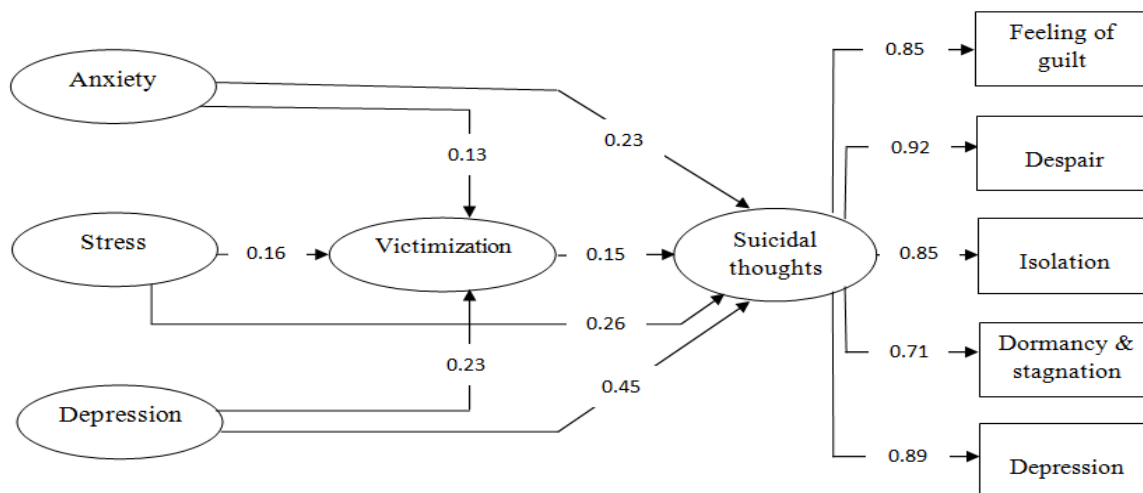 Feeling of
guilt
0.85
Anxiety
0.23
0.13
0.92
Despair
Stress
0.16
Victimization
0.15
Suicidal
thoughts
0.85
Isolation
0.26
0.23
0.45
0.71
Dormancy &
stagnation
Depression
0.89
Depression